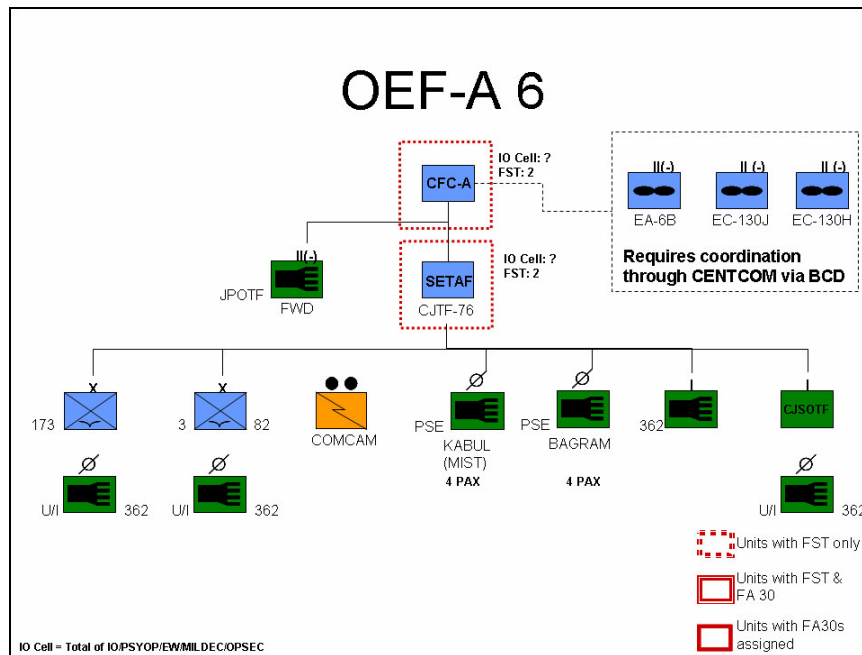 OEF-A 6
IO Cell: ?
FST: 2
CFC-A
II(-)
II(-)
II(-)
EA-6B
EC-130J
EC-130H
Requires coordination
through CENTCOM via BCD
II(-)
JPOTF
FWD
IO Cell: ?
FST: 2
SETAF
CJTF-76
X
173
X
3
82
COMCAM
PSE
KABUL
(MIST)
4 PAX
PSE
BAGRAM
4 PAX
I
362
I
CJSOTF
U/I
362
U/I
362
U/I
362
Units with FST only
Units with FST &
FA 30
Units with FA30s
assigned
IO Cell = Total of IO/PSYOP/EW/MILDEC/OPSEC